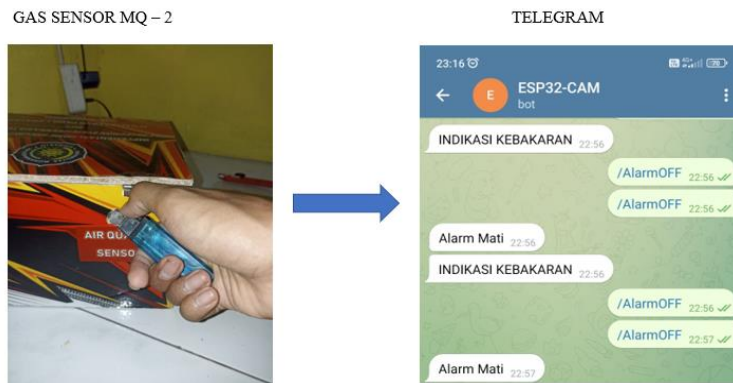 GAS SENSOR MQ – 2
TELEGRAM
AIR QU
SENSO
23:16
ESP32-CAM
E
bot
INDIKASI KEBAKARAN 22:56
/AlarmOFF 22:56
/AlarmOFF 22:56
Alarm Mati 22:56
INDIKASI KEBAKARAN 22:56
/AlarmOFF 22:56
/AlarmOFF 22:57
Alarm Mati 22:57